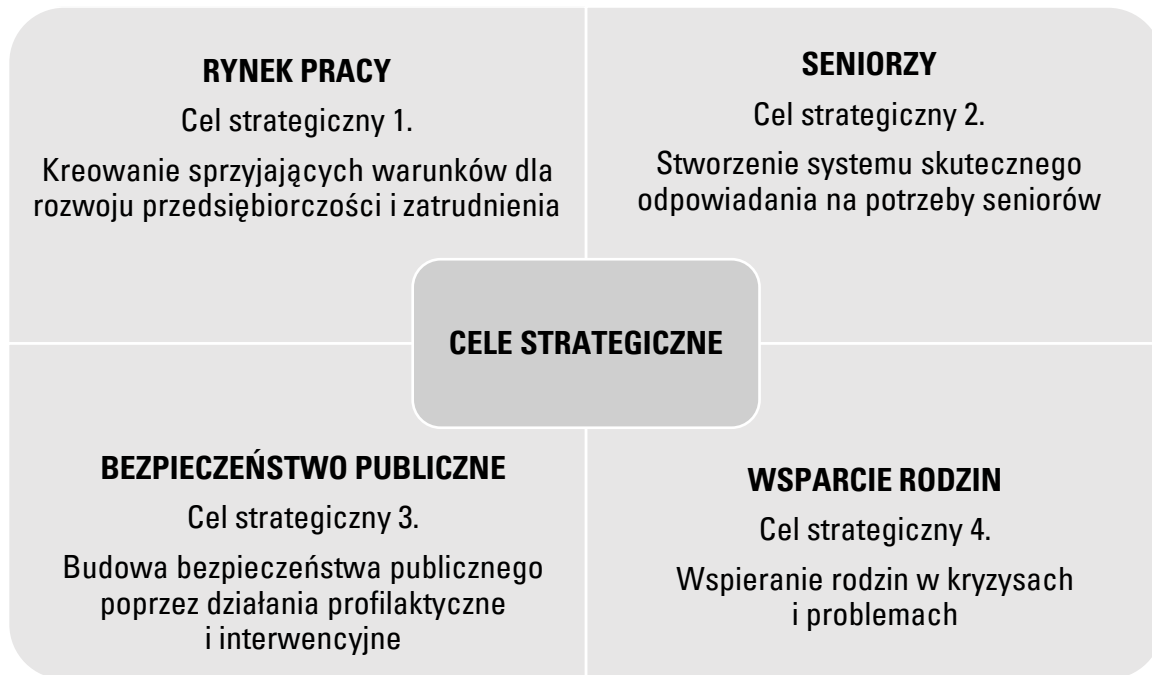 RYNEK PRACY
Cel strategiczny 1.
Kreowanie sprzyjających warunków dla
rozwoju przedsiębiorczości i zatrudnienia
SENIORZY
Cel strategiczny 2.
Stworzenie systemu skutecznego
odpowiadania na potrzeby seniorów
CELE STRATEGICZNE
BEZPIECZEŃSTWO PUBLICZNE
Cel strategiczny 3.
Budowa bezpieczeństwa publicznego
poprzez działania profilaktyczne
i interwencyjne
WSPARCIE RODZIN
Cel strategiczny 4.
Wspieranie rodzin w kryzysach
i problemach